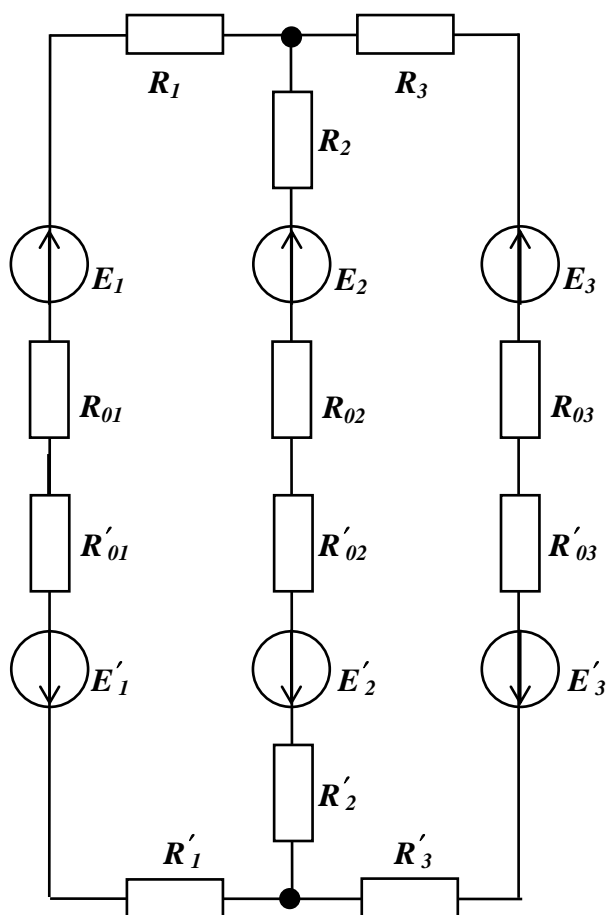 R₁ R₃
R₂
E₁ E₂ E₃
R₀₁ R₀₂ R₀₃
R′₀₁ R′₀₂ R′₀₃
E′₁ E′₂ E′₃
R′₂
R′₁ R′₃